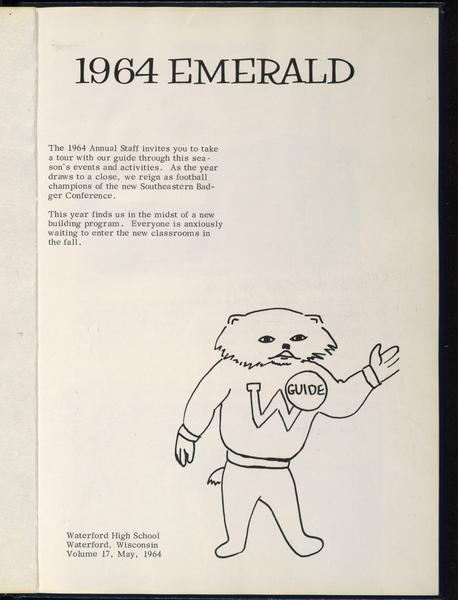 1964 EMERALD
The 1964 Annual Staff invites you to take
a tour with our guide through this sea-
son's events and activities. As the year
draws to a close, we reign as football
champions of the new Southeastern Bad-
ger Conference.
This year finds us in the midst of a new
building program. Everyone is anxiously
waiting to enter the new classrooms in
the fall.
W
GUIDE
Waterford High School
Waterford, Wisconsin
Volume 17, May, 1964